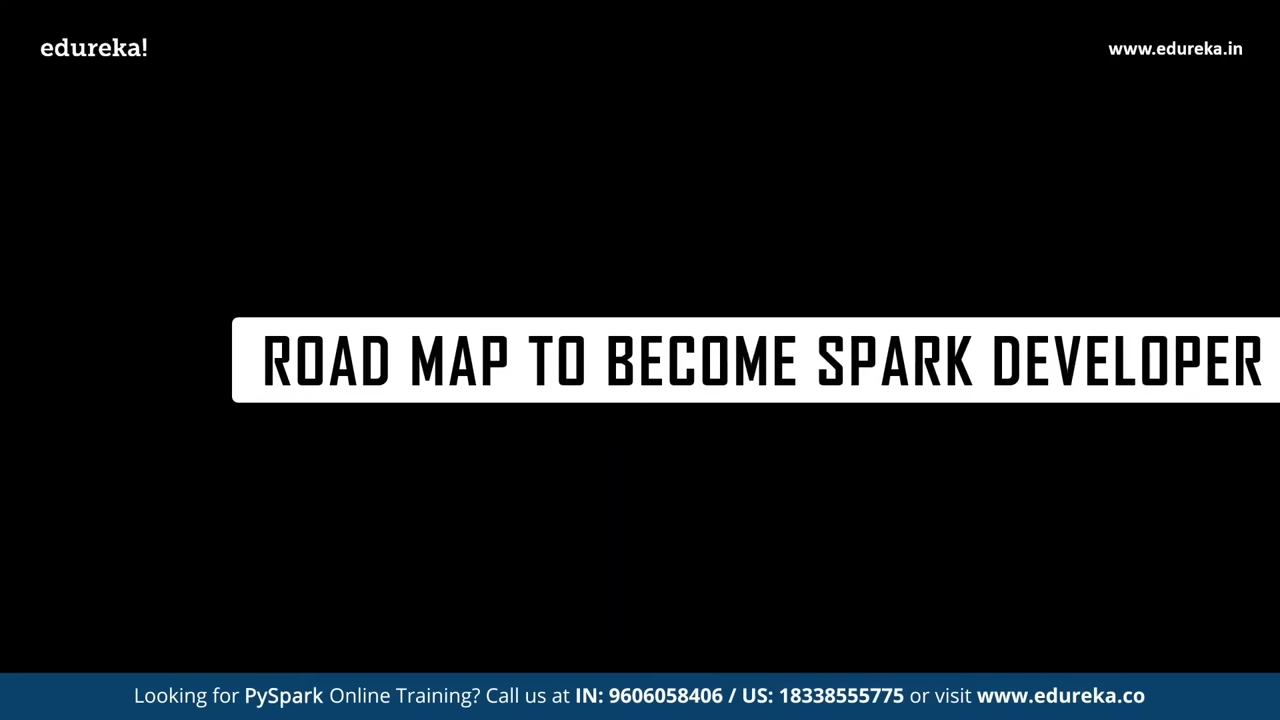 edureka!
www.edureka.in
ROAD MAP TO BECOME SPARK DEVELOPER
Looking for PySpark Online Training? Call us at IN: 9606058406 / US: 18338555775 or visit www.edureka.co